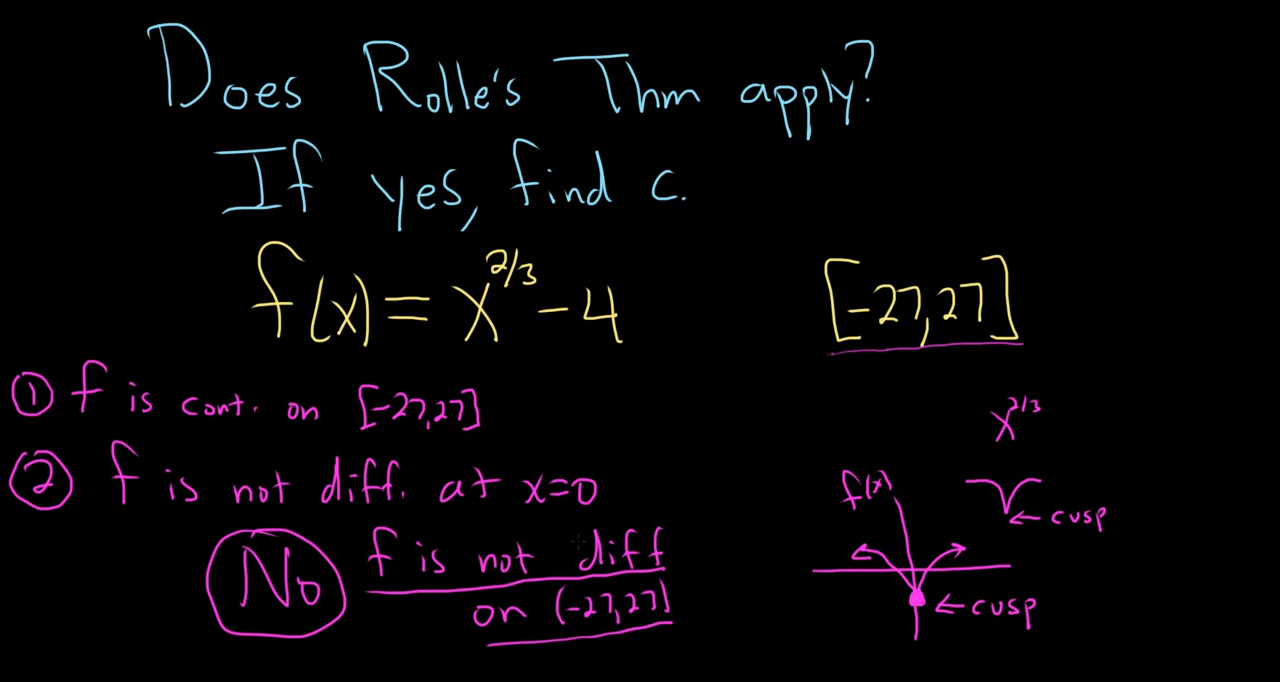 Does Rolle's Thm apply?
If yes, find c.
f(x) = x^{2/3} - 4 [-27,27]
① f is cont. on [-27,27]
x^{2/3}
② f is not diff. at x=0
f(x)
← cusp
No f is not diff
on (-27,27]
← cusp